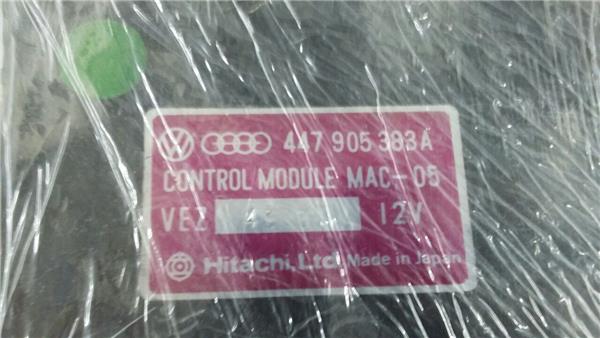 447 905 383A
CONTROL MODULE MAC-05
VEZ 12V
Hitachi, Ltd Made in Japan